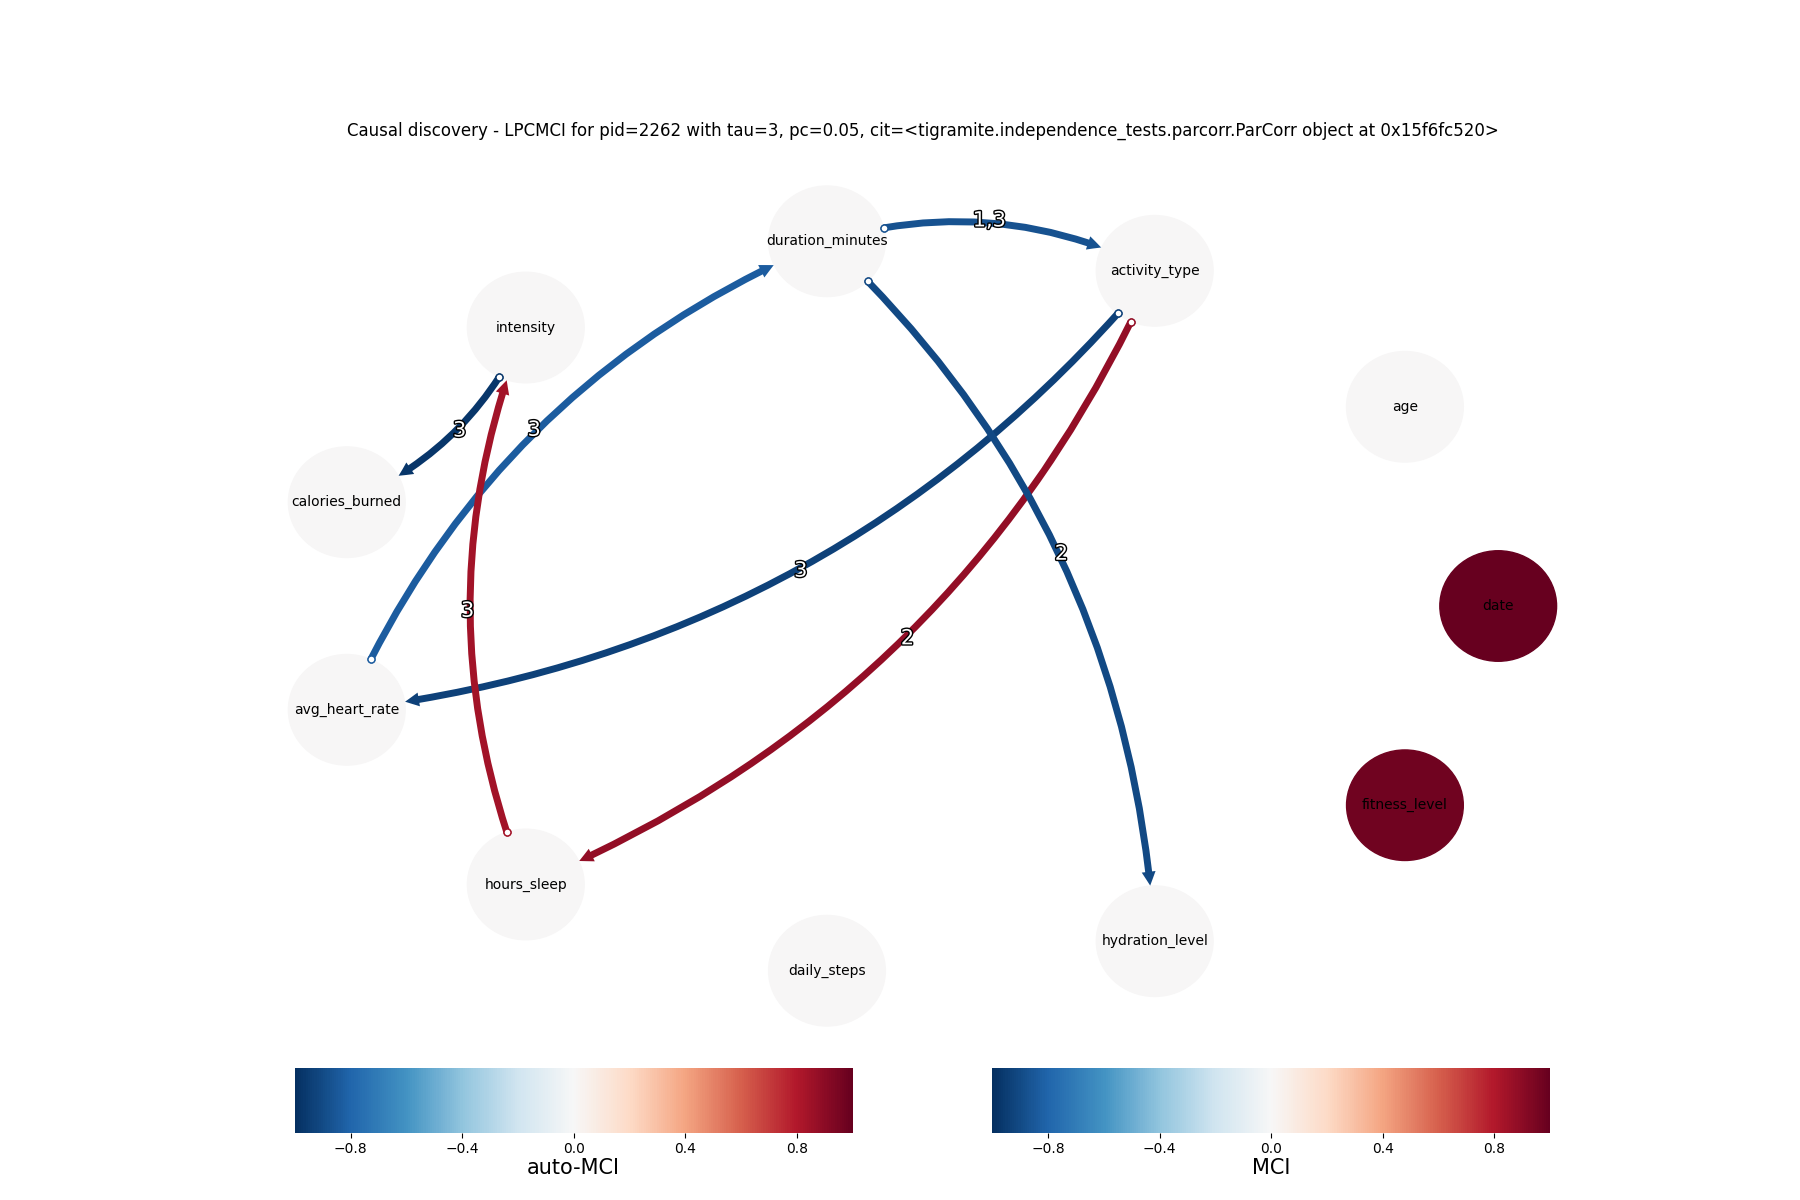 Causal discovery - LPCMCI for pid=2262 with tau=3, pc=0.05, cit=<tigramite.independence_tests.parcorr.ParCorr object at 0x15f6fc520>
1,3
duration_minutes
activity_type
intensity
age
3
3
calories_burned
2
3
date
3
2
avg_heart_rate
fitness_level
hours_sleep
hydration_level
daily_steps
−0.8 −0.4 0.0 0.4 0.8
auto-MCI
−0.8 −0.4 0.0 0.4 0.8
MCI